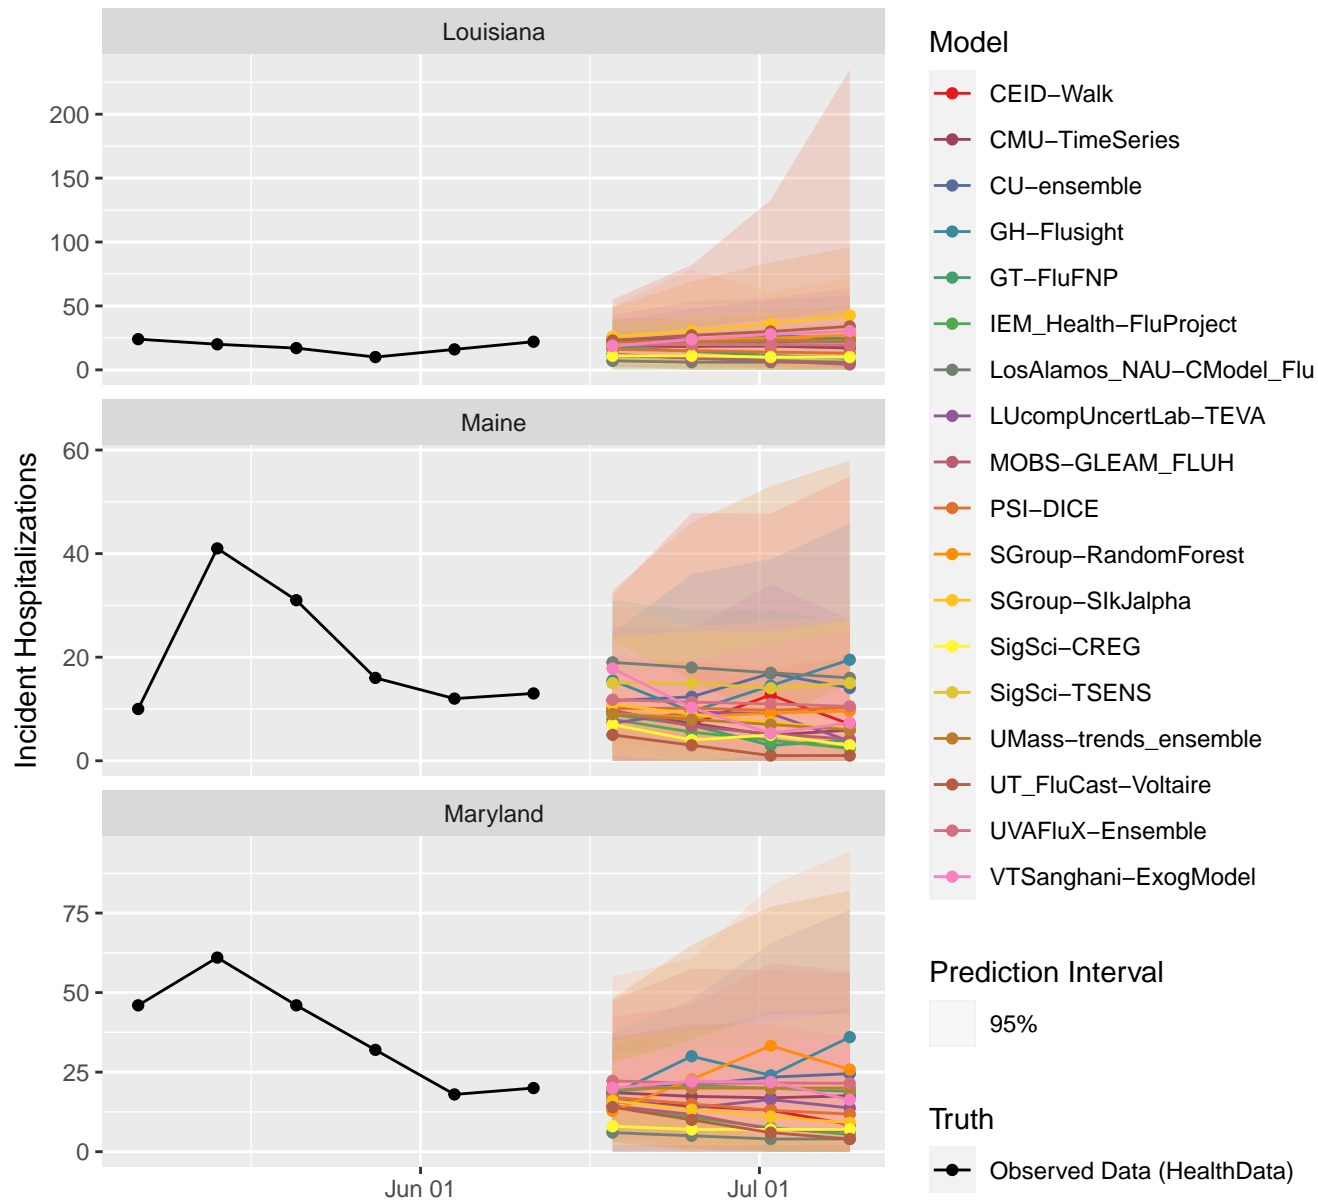 Louisiana
200
150
100
50
0
Maine
60
40
20
0
Maryland
75
50
25
0
Jun 01
Jul 01
Incident Hospitalizations
Model
CEID−Walk
CMU−TimeSeries
CU−ensemble
GH−Flusight
GT−FluFNP
IEM_Health−FluProject
LosAlamos_NAU−CModel_Flu
LUcompUncertLab−TEVA
MOBS−GLEAM_FLUH
PSI−DICE
SGroup−RandomForest
SGroup−SIkJalpha
SigSci−CREG
SigSci−TSENS
UMass−trends_ensemble
UT_FluCast−Voltaire
UVAFluX−Ensemble
VTSanghani−ExogModel
Prediction Interval
95%
Truth
Observed Data (HealthData)